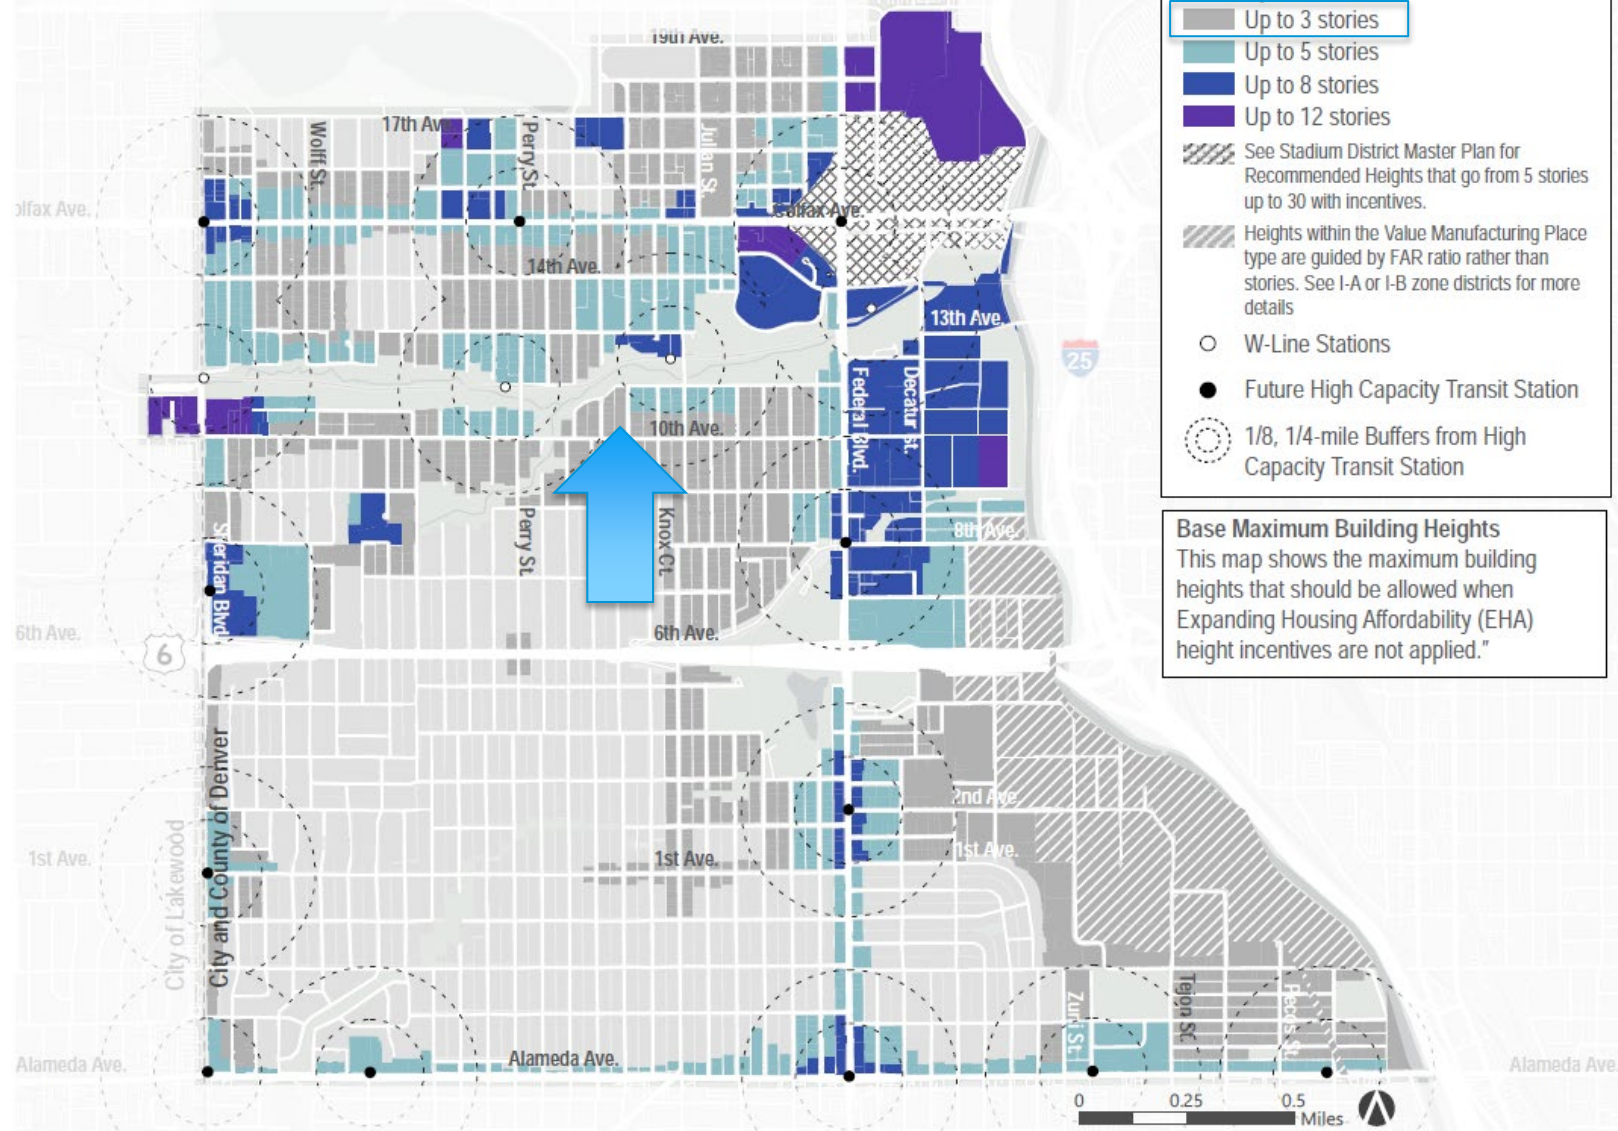 Up to 3 stories
Up to 5 stories
Up to 8 stories
Up to 12 stories
See Stadium District Master Plan for
Recommended Heights that go from 5 stories
up to 30 with incentives.
Heights within the Value Manufacturing Place
type are guided by FAR ratio rather than
stories. See I-A or I-B zone districts for more
details
W-Line Stations
Future High Capacity Transit Station
1/8, 1/4-mile Buffers from High
Capacity Transit Station
Base Maximum Building Heights
This map shows the maximum building
heights that should be allowed when
Expanding Housing Affordability (EHA)
height incentives are not applied.”
19th Ave.
17th Ave.
Wolff St.
Perry St.
Julian St.
olfax Ave.
Colfax Ave.
14th Ave.
13th Ave.
25
Federal Blvd.
Decatur St.
10th Ave.
Perry St.
Knox Ct.
8th Ave.
Sheridan Blvd.
6th Ave.
6
6th Ave.
City of Lakewood
City and County of Denver
2nd Ave.
1st Ave.
1st Ave.
1st Ave.
Zuni St.
Tejon St.
Pecos St.
Alameda Ave.
Alameda Ave.
Alameda Ave.
0 0.25 0.5
Miles